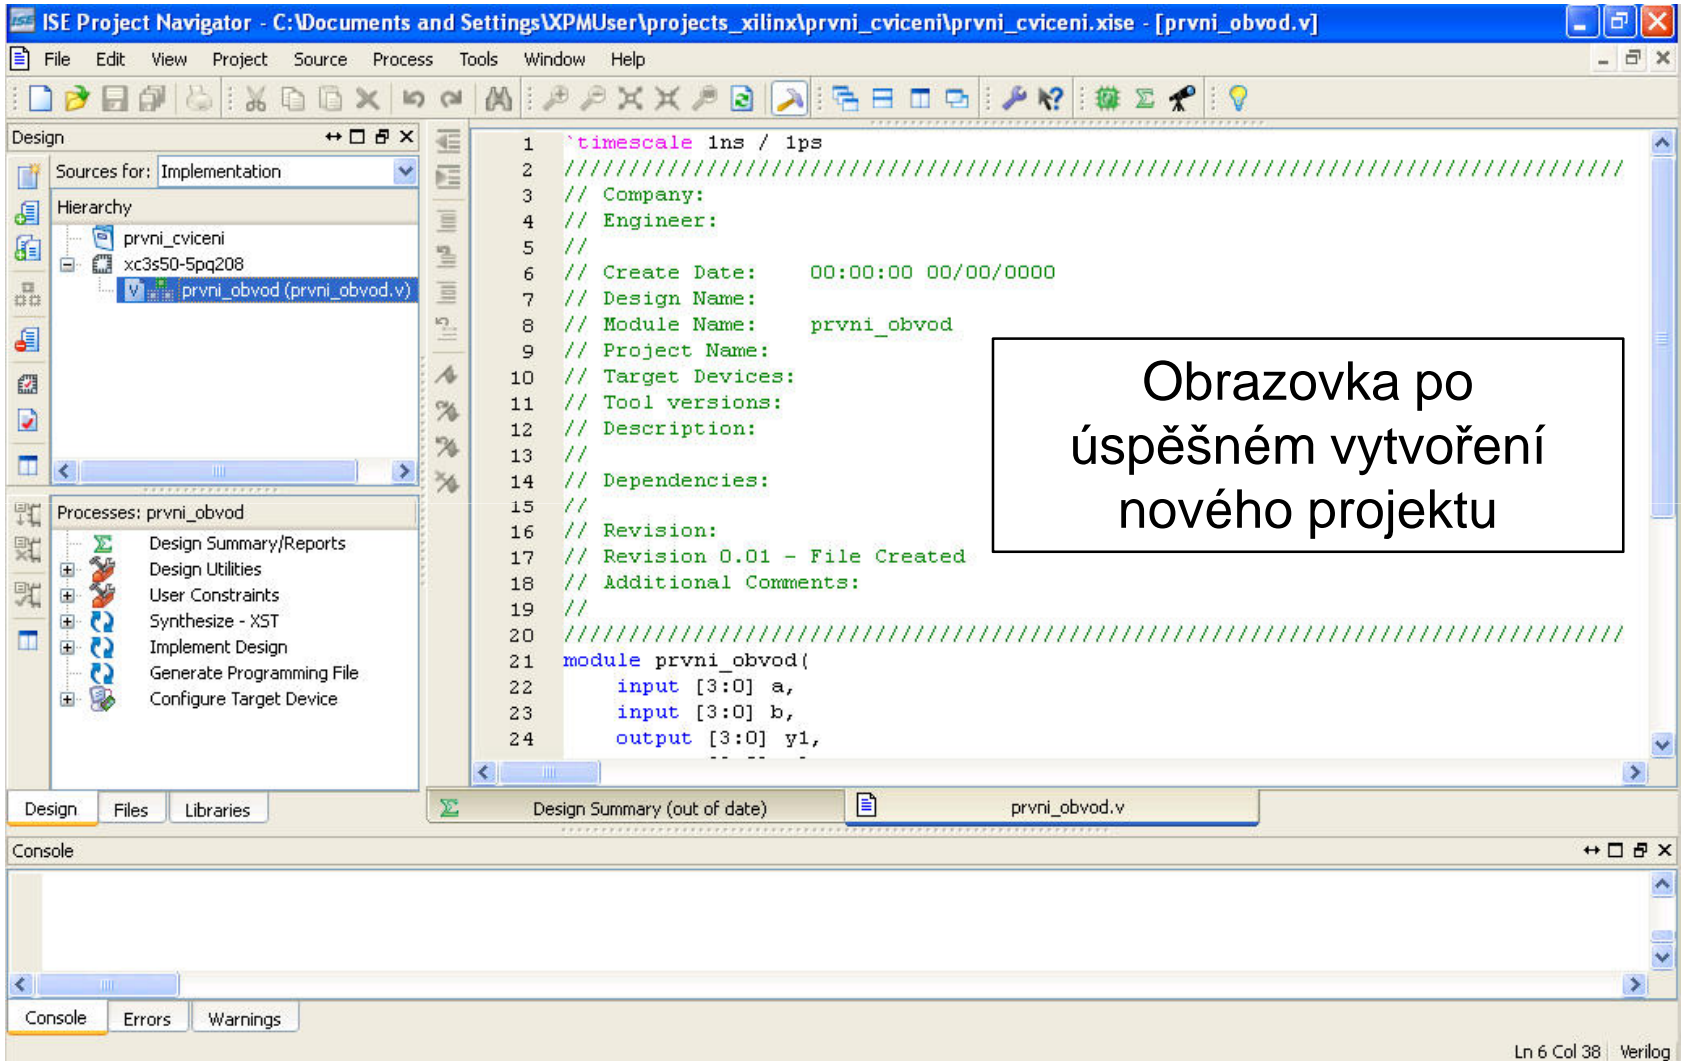 ISE Project Navigator - C:\Documents and Settings\XPMUser\projects_xilinx\prvni_cviceni\prvni_cviceni.xise - [prvni_obvod.v]
File Edit View Project Source Process Tools Window Help
Design
Sources for: Implementation
Hierarchy
prvni_cviceni
xc3s50-5pq208
prvni_obvod (prvni_obvod.v)
Processes: prvni_obvod
Design Summary/Reports
Design Utilities
User Constraints
Synthesize - XST
Implement Design
Generate Programming File
Configure Target Device
Design Files Libraries
1 `timescale 1ns / 1ps
2 //////////////////////////////////////////////////////////////////////////////////
3 // Company:
4 // Engineer:
5 //
6 // Create Date: 00:00:00 00/00/0000
7 // Design Name:
8 // Module Name: prvni_obvod
9 // Project Name:
10 // Target Devices:
11 // Tool versions:
12 // Description:
13 //
14 // Dependencies:
15 //
16 // Revision:
17 // Revision 0.01 - File Created
18 // Additional Comments:
19 //
20 //////////////////////////////////////////////////////////////////////////////////
21 module prvni_obvod(
22 input [3:0] a,
23 input [3:0] b,
24 output [3:0] y1,
Obrazovka po
úspěšném vytvoření
nového projektu
Design Summary (out of date) prvni_obvod.v
Console
Console Errors Warnings
Ln 6 Col 38 Verilog